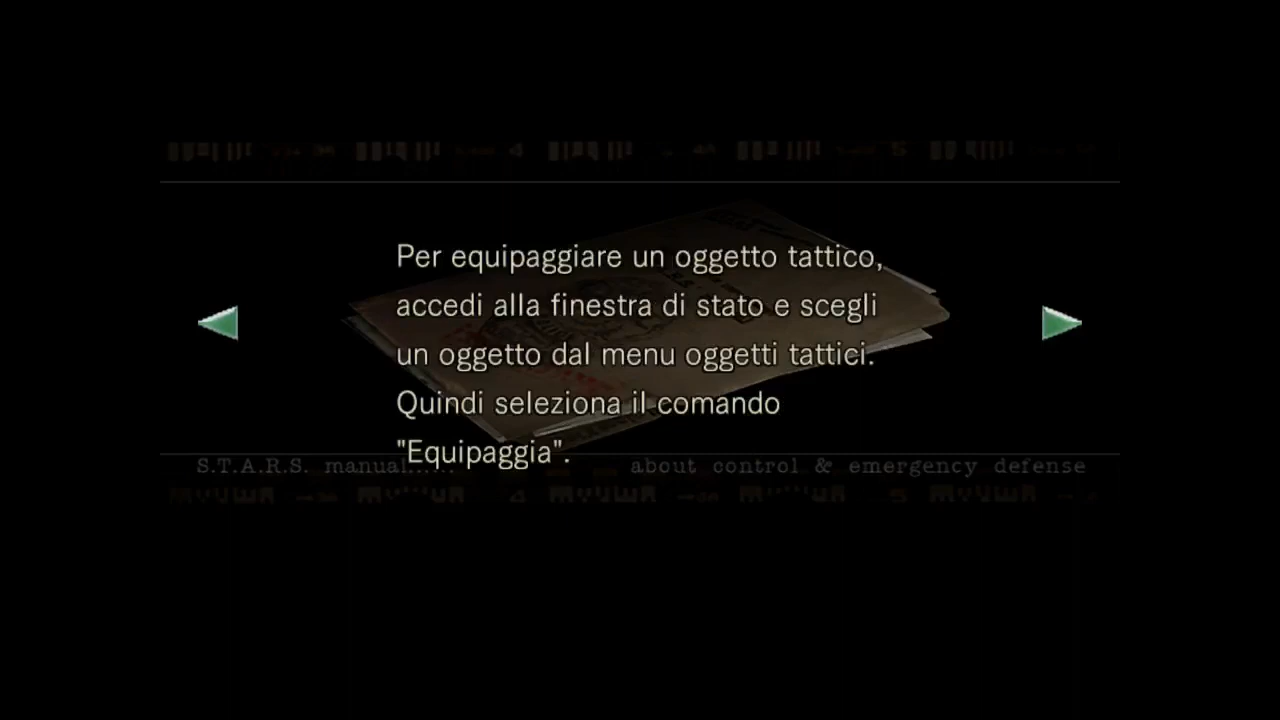 Per equipaggiare un oggetto tattico,
accedi alla finestra di stato e scegli
un oggetto dal menu oggetti tattici.
Quindi seleziona il comando
"Equipaggia".
S.T.A.R.S. manual...... about control & emergency defense